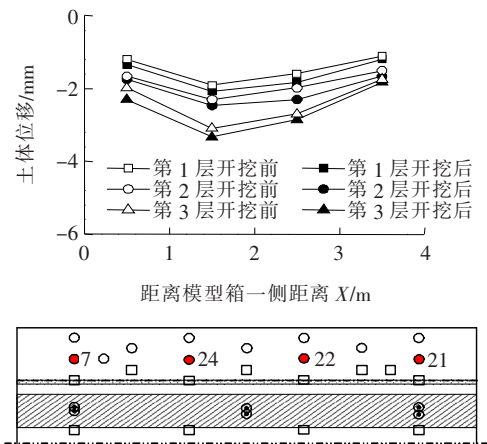 0
−2
−4
−6
土体位移/mm
第 1 层开挖前 第 1 层开挖后
第 2 层开挖前 第 2 层开挖后
第 3 层开挖前 第 3 层开挖后
0 1 2 3 4
距离模型箱一侧距离 X/m
7 24 22 21